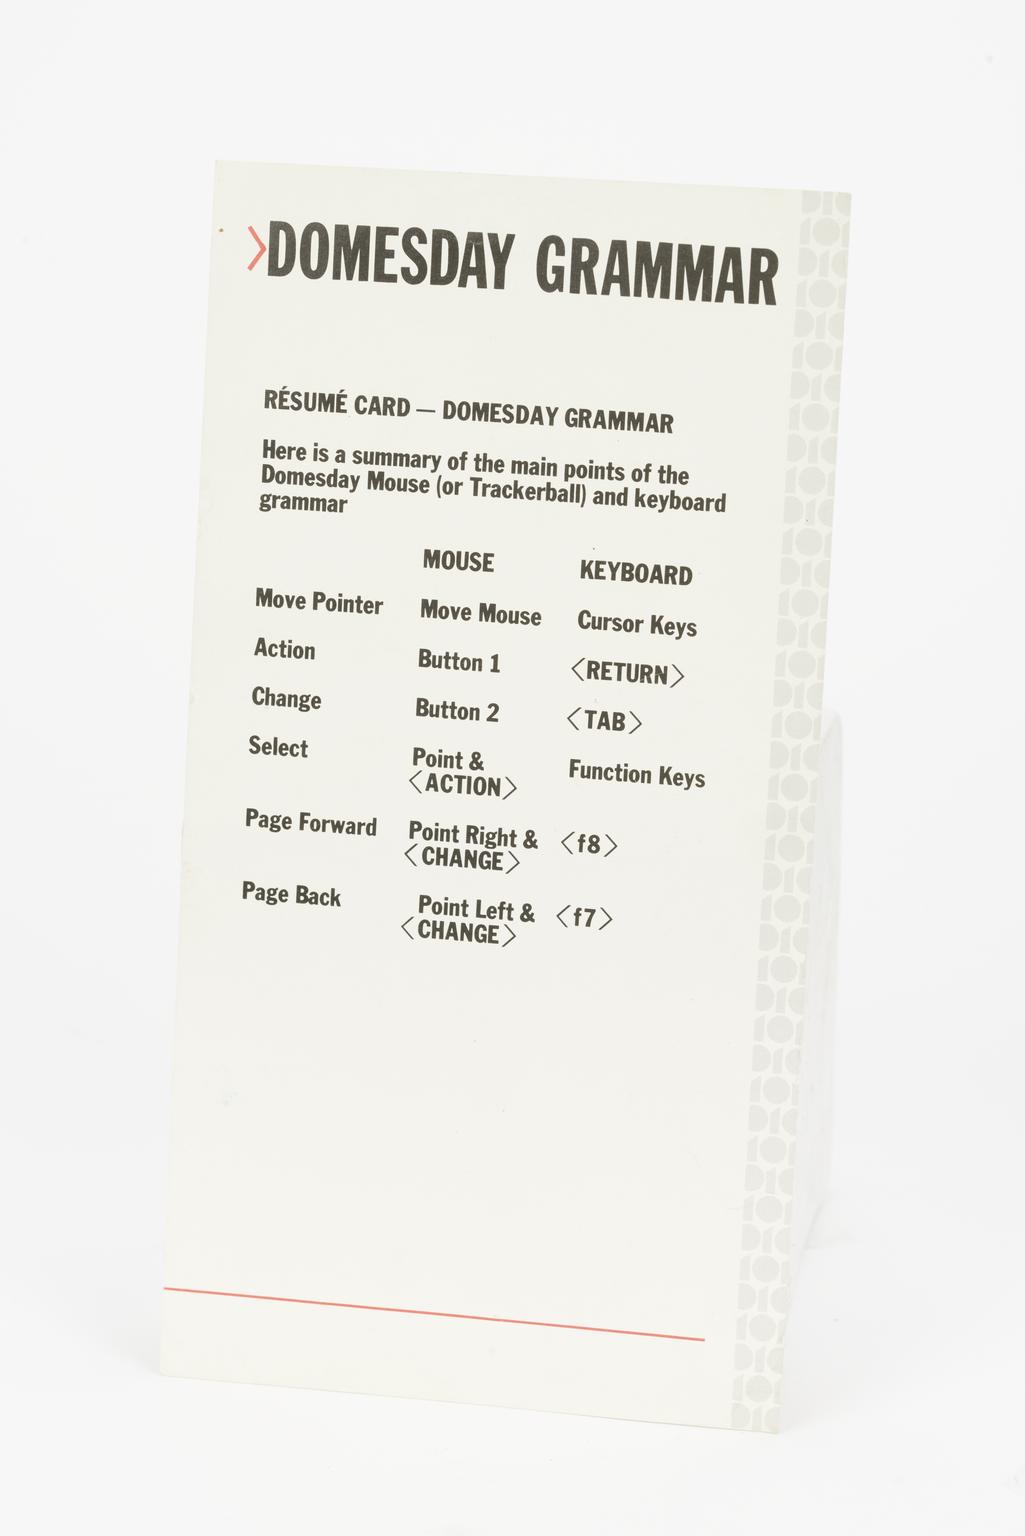 〉DOMESDAY GRAMMAR
RÉSUMÉ CARD — DOMESDAY GRAMMAR
Here is a summary of the main points of the
Domesday Mouse (or Trackerball) and keyboard
grammar
MOUSE KEYBOARD
Move Pointer Move Mouse Cursor Keys
Action Button 1 〈RETURN〉
Change Button 2 〈TAB〉
Select Point & Function Keys
〈ACTION〉
Page Forward Point Right & 〈f8〉
〈CHANGE〉
Page Back Point Left & 〈f7〉
〈CHANGE〉